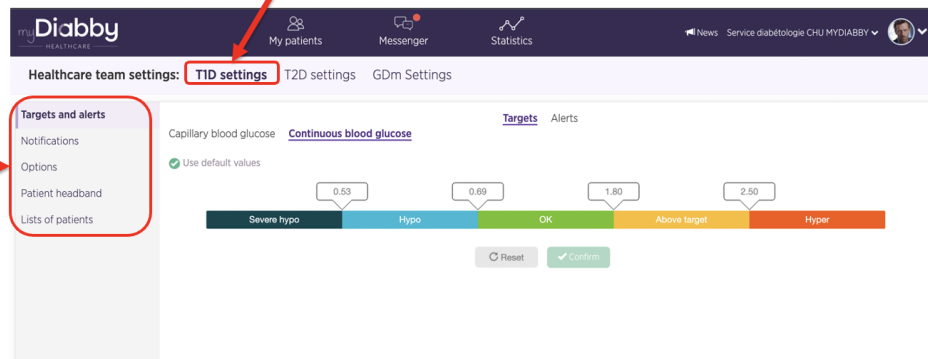 myDiabby
HEALTHCARE
My patients
Messenger
Statistics
News
Service diabétologie CHU MYDIABBY
Healthcare team settings: T1D settings T2D settings GDm Settings
Targets and alerts
Notifications
Options
Patient headband
Lists of patients
Targets Alerts
Capillary blood glucose Continuous blood glucose
Use default values
0.53 0.69 1.80 2.50
Severe hypo Hypo OK Above target Hyper
Reset Confirm